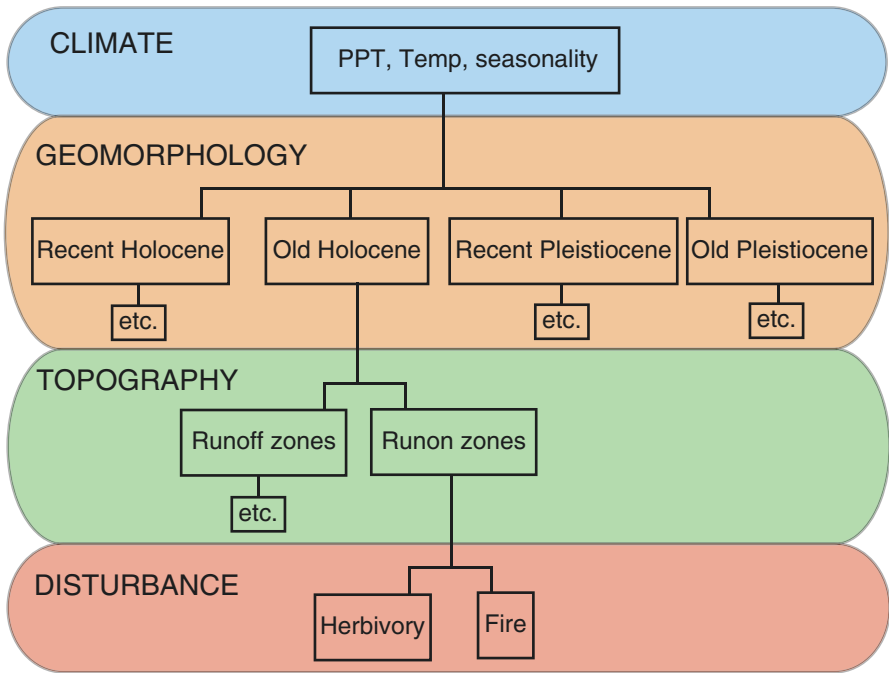 CLIMATE
PPT, Temp, seasonality
GEOMORPHOLOGY
Recent Holocene
Old Holocene
Recent Pleistiocene
Old Pleistiocene
etc.
etc.
etc.
TOPOGRAPHY
Runoff zones
Runon zones
etc.
DISTURBANCE
Herbivory
Fire